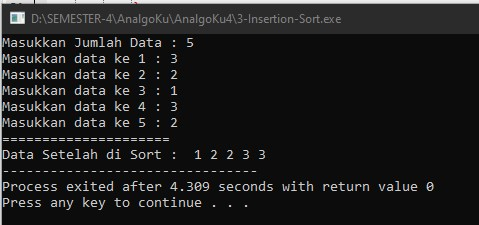 D:\SEMESTER-4\AnalgoKu\AnalgoKu4\3-Insertion-Sort.exe
Masukkan Jumlah Data : 5
Masukkan data ke 1 : 3
Masukkan data ke 2 : 2
Masukkan data ke 3 : 1
Masukkan data ke 4 : 3
Masukkan data ke 5 : 2
=====================
Data Setelah di Sort :  1 2 2 3 3
--------------------------------
Process exited after 4.309 seconds with return value 0
Press any key to continue . . .